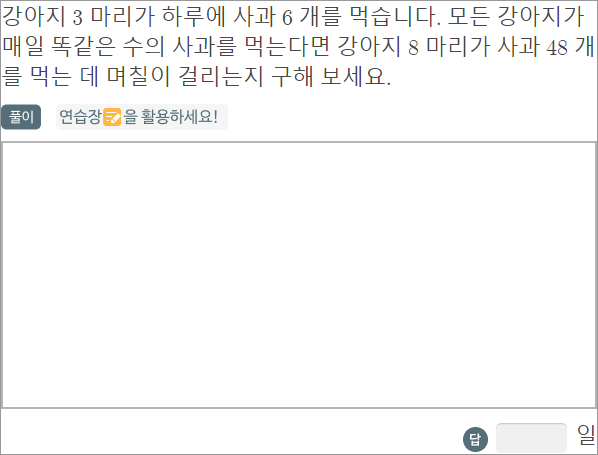 강아지 3 마리가 하루에 사과 6 개를 먹습니다. 모든 강아지가
매일 똑같은 수의 사과를 먹는다면 강아지 8 마리가 사과 48 개
를 먹는 데 며칠이 걸리는지 구해 보세요.
풀이 연습장을 활용하세요!
답 일